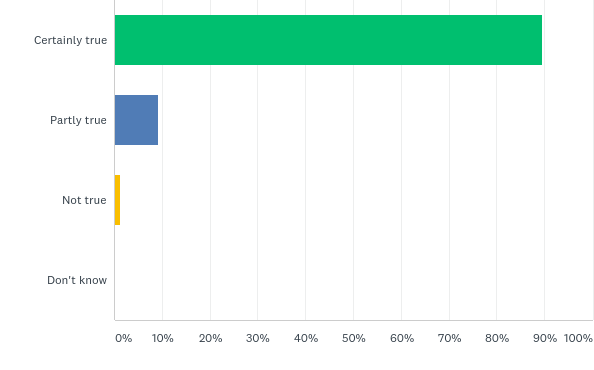 Certainly true
Partly true
Not true
Don't know
0% 10% 20% 30% 40% 50% 60% 70% 80% 90% 100%